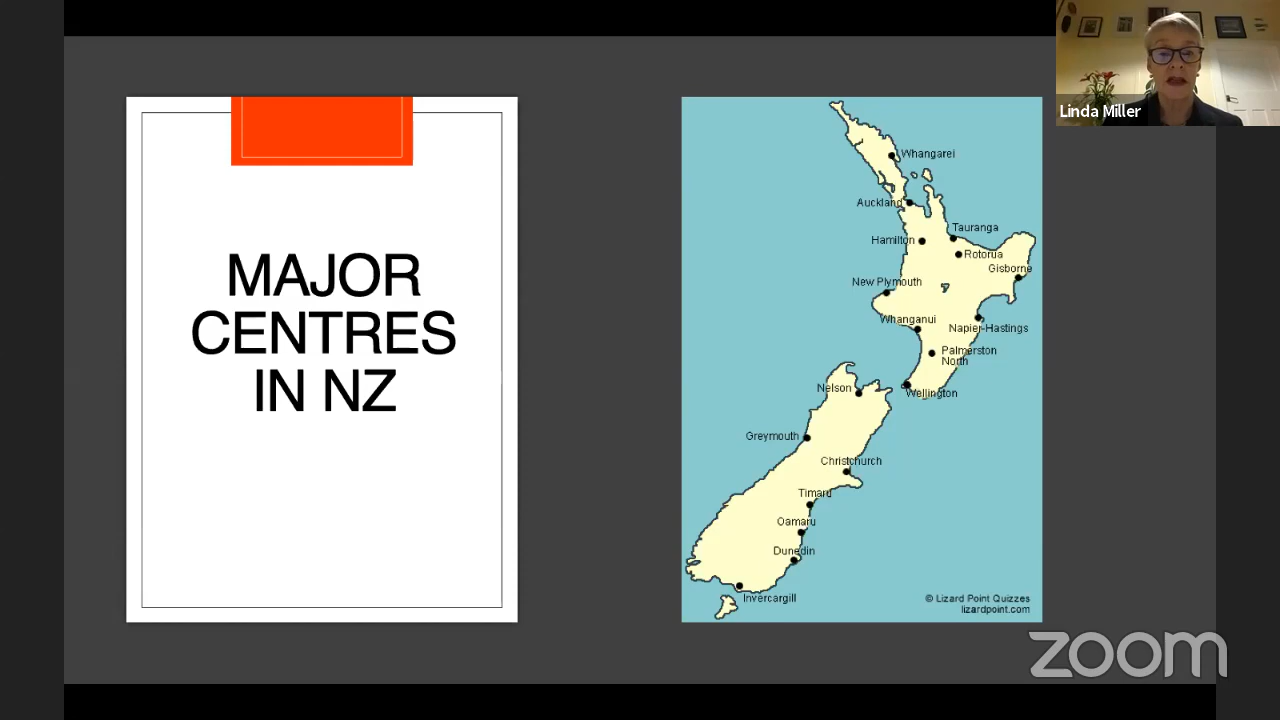 MAJOR
CENTRES
IN NZ
Whangarei
Auckland
Tauranga
Hamilton
Rotorua
Gisborne
New Plymouth
Whanganui
Napier-Hastings
Palmerston
North
Nelson
Wellington
Greymouth
Christchurch
Timaru
Oamaru
Dunedin
Invercargill
© Lizard Point Quizzes
lizardpoint.com
Linda Miller
zoom